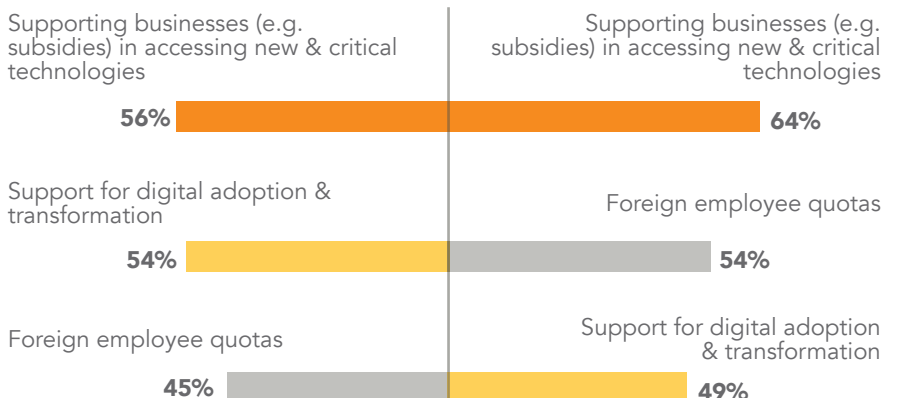 Supporting businesses (e.g.
subsidies) in accessing new & critical
technologies
56%
Supporting businesses (e.g.
subsidies) in accessing new & critical
technologies
64%
Support for digital adoption &
transformation
54%
Foreign employee quotas
54%
Foreign employee quotas
45%
Support for digital adoption
& transformation
49%